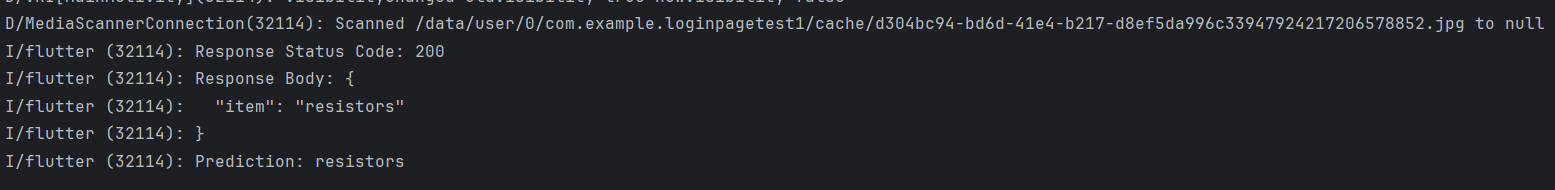 D/MediaScannerConnection(32114): Scanned /data/user/0/com.example.loginpagetest1/cache/d304bc94-bd6d-41e4-b217-d8ef5da996c33947924217206578852.jpg to null
I/flutter (32114): Response Status Code: 200
I/flutter (32114): Response Body: {
I/flutter (32114):   "item": "resistors"
I/flutter (32114): }
I/flutter (32114): Prediction: resistors